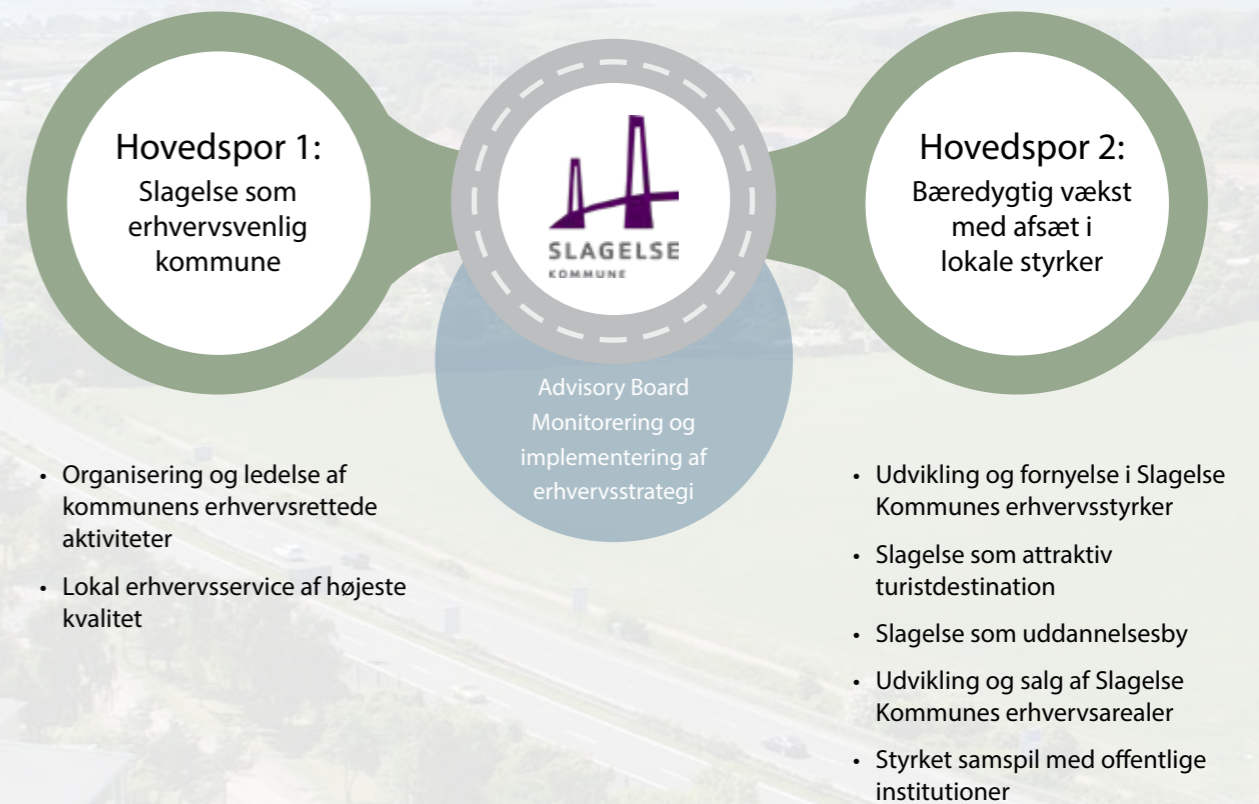 Hovedspor 1:
Slagelse som
erhvervsvenlig
kommune
SLAGELSE
KOMMUNE
Hovedspor 2:
Bæredygtig vækst
med afsæt i
lokale styrker
Advisory Board
Monitorering og
implementering af
erhvervsstrategi
• Organisering og ledelse af
kommunens erhvervsrettede
aktiviteter
• Lokal erhvervsservice af højeste
kvalitet
• Udvikling og fornyelse i Slagelse
Kommunes erhvervsstyrker
• Slagelse som attraktiv
turistdestination
• Slagelse som uddannelsesby
• Udvikling og salg af Slagelse
Kommunes erhvervsarealer
• Styrket samspil med offentlige
institutioner